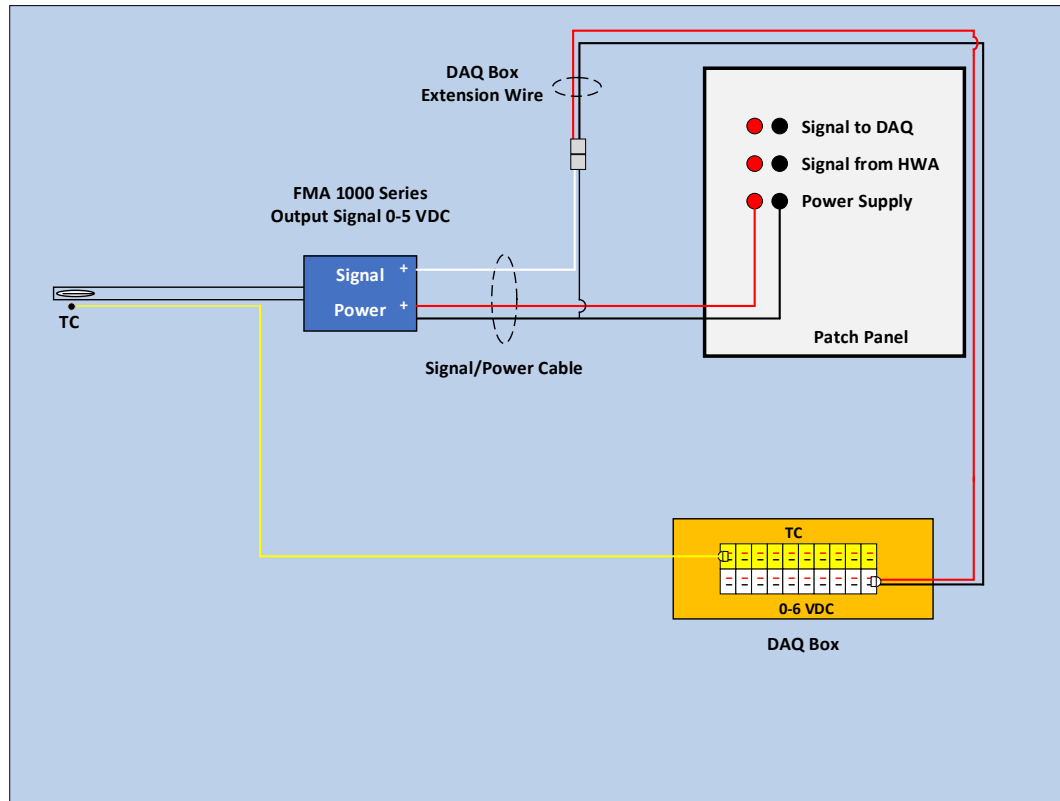 DAQ Box
Extension Wire
Signal to DAQ
Signal from HWA
Power Supply
Patch Panel
FMA 1000 Series
Output Signal 0-5 VDC
Signal +
Power +
TC
Signal/Power Cable
TC
0-6 VDC
DAQ Box